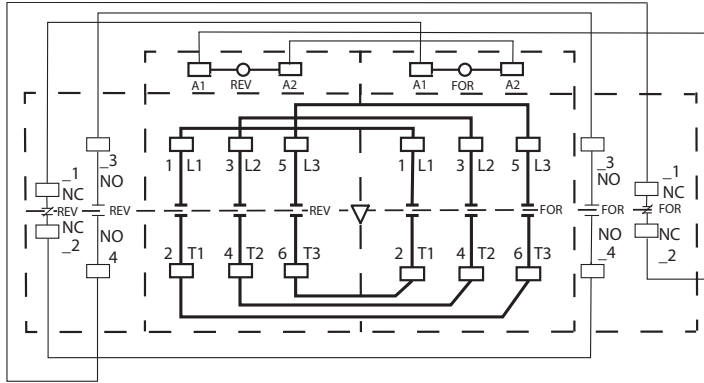 A1 REV A2
A1 FOR A2
_3 NO
1 L1 3 L2 5 L3
1 L1 3 L2 5 L3
_3 NO
_1 NC
_1 NC
REV REV REV FOR FOR FOR
NC _2
NO 4
2 T1 4 T2 6 T3
2 T1 4 T2 6 T3
NO _4
NC _2